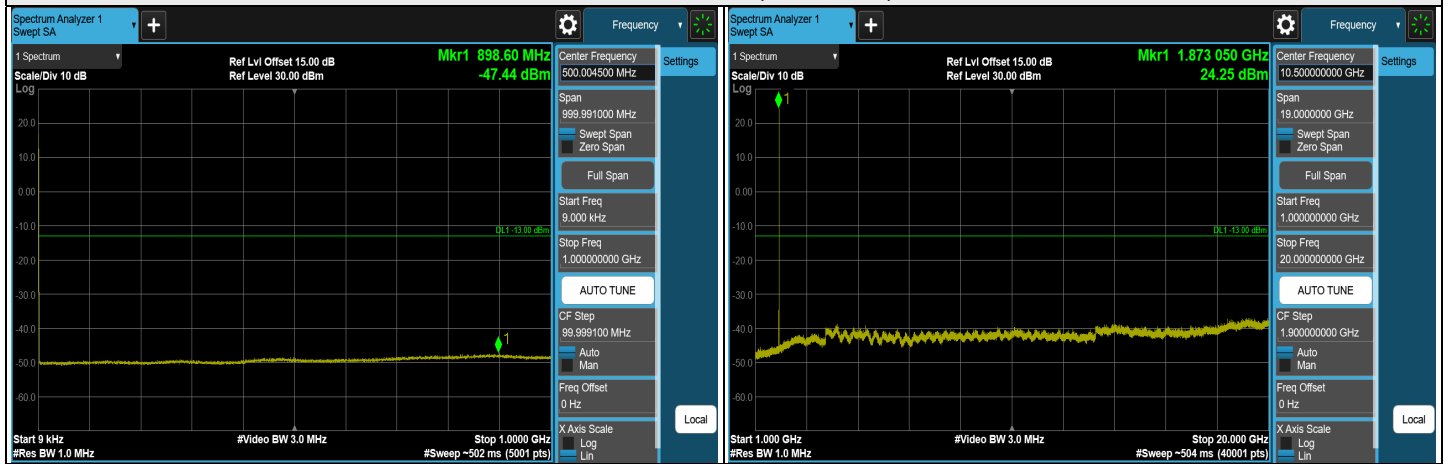 Spectrum Analyzer 1
Swept SA
Frequency
1 Spectrum
Scale/Div 10 dB
Log
Ref Lvl Offset 15.00 dB
Ref Level 30.00 dBm
Mkr1 898.60 MHz
-47.44 dBm
20.0
10.0
0.00
-10.0
-20.0
-30.0
-40.0
-50.0
-60.0
DL1 -13.00 dBm
1
Start 9 kHz
#Res BW 1.0 MHz
#Video BW 3.0 MHz
Stop 1.0000 GHz
#Sweep ~502 ms (5001 pts)
Center Frequency
500.004500 MHz
Span
999.991000 MHz
Swept Span
Zero Span
Full Span
Start Freq
9.000 kHz
Stop Freq
1.000000000 GHz
AUTO TUNE
CF Step
99.999100 MHz
Auto
Man
Freq Offset
0 Hz
X Axis Scale
Log
Lin
Settings
Local
Spectrum Analyzer 1
Swept SA
Frequency
1 Spectrum
Scale/Div 10 dB
Log
Ref Lvl Offset 15.00 dB
Ref Level 30.00 dBm
Mkr1 1.873 050 GHz
24.25 dBm
1
20.0
10.0
0.00
-10.0
-20.0
-30.0
-40.0
-50.0
-60.0
DL1 -13.00 dBm
Start 1.000 GHz
#Res BW 1.0 MHz
#Video BW 3.0 MHz
Stop 20.000 GHz
#Sweep ~504 ms (40001 pts)
Center Frequency
10.500000000 GHz
Span
19.0000000 GHz
Swept Span
Zero Span
Full Span
Start Freq
1.000000000 GHz
Stop Freq
20.000000000 GHz
AUTO TUNE
CF Step
1.900000000 GHz
Auto
Man
Freq Offset
0 Hz
X Axis Scale
Log
Lin
Settings
Local